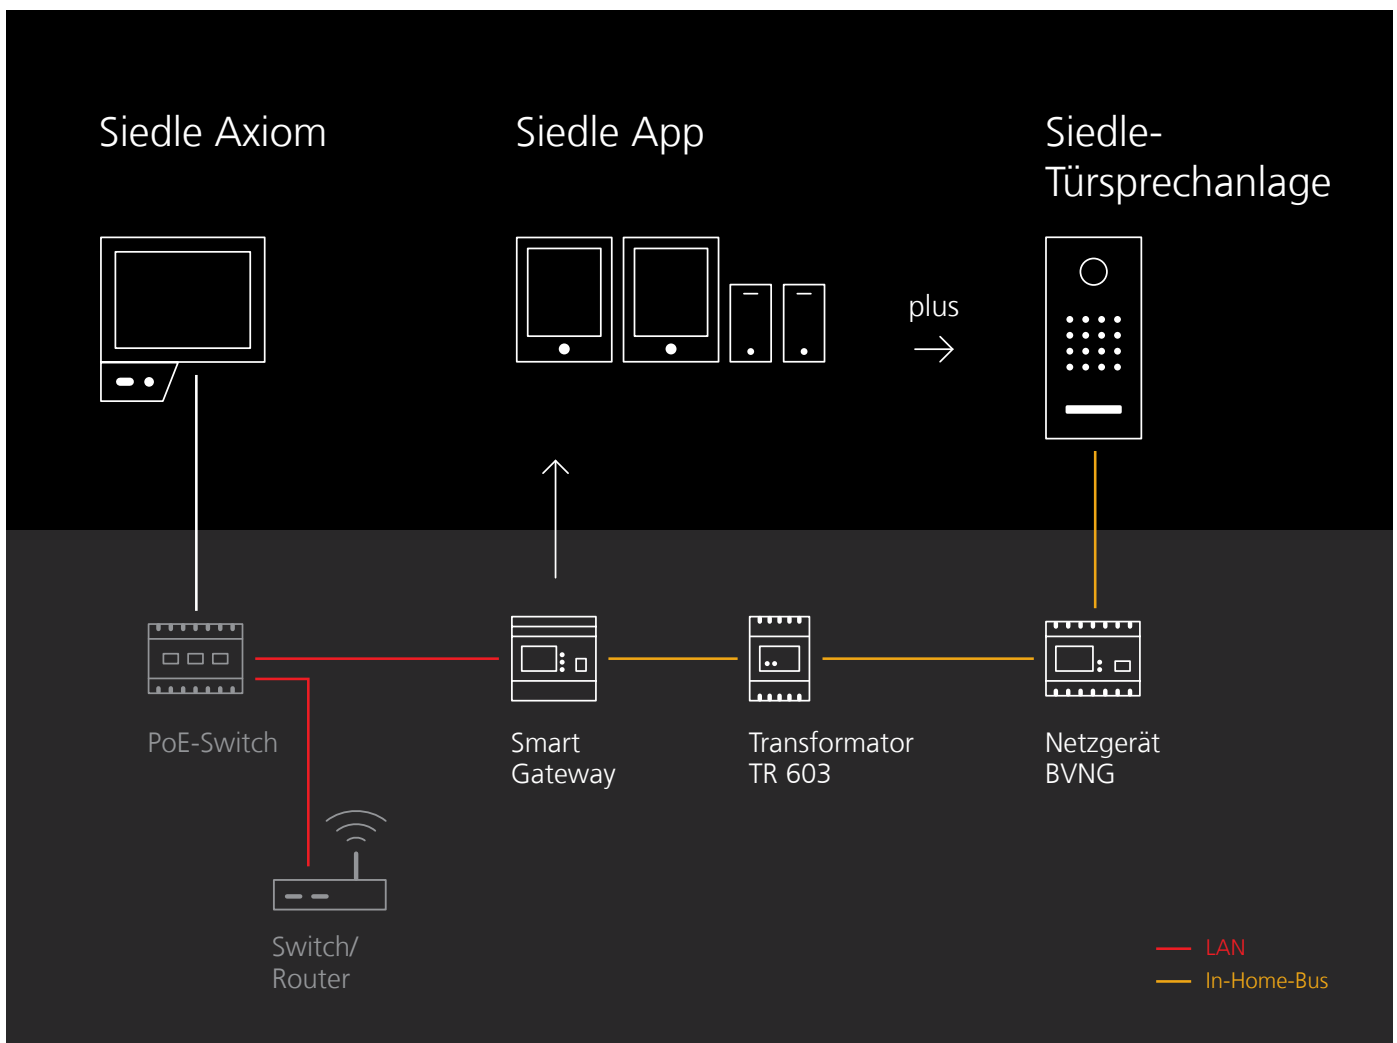 Siedle Axiom
Siedle App
Siedle-
Türsprechanlage
plus
PoE-Switch
Smart
Gateway
Transformator
TR 603
Netzgerät
BVNG
Switch/
Router
LAN
In-Home-Bus